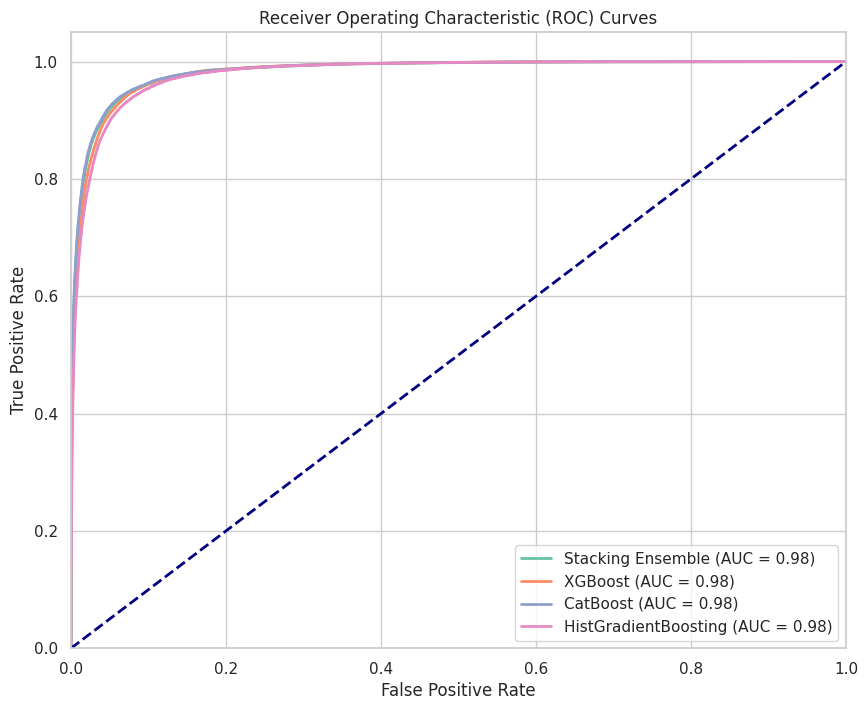 Receiver Operating Characteristic (ROC) Curves
1.0
0.8
0.6
0.4
0.2
0.0
True Positive Rate
Stacking Ensemble (AUC = 0.98)
XGBoost (AUC = 0.98)
CatBoost (AUC = 0.98)
HistGradientBoosting (AUC = 0.98)
0.0 0.2 0.4 0.6 0.8 1.0
False Positive Rate